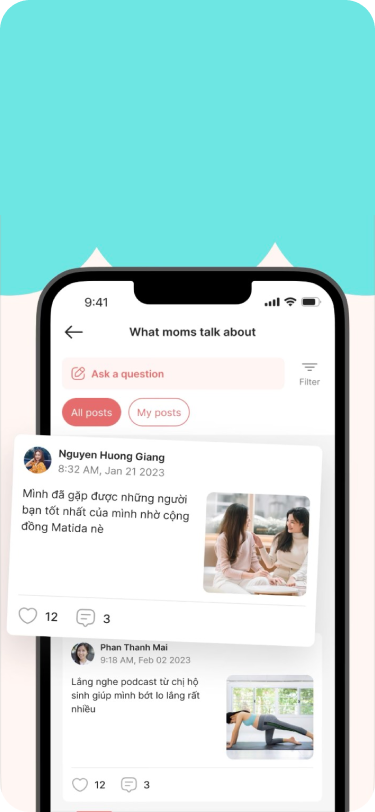 9:41
What moms talk about
Ask a question
Filter
All posts
My posts
Nguyen Huong Giang
8:32 AM, Jan 21 2023
Mình đã gặp được những người
bạn tốt nhất của mình nhờ cộng
đồng Matida nè
12
3
Phan Thanh Mai
9:18 AM, Feb 02 2023
Lắng nghe podcast từ chị hộ
sinh giúp mình bớt lo lắng rất
nhiều
12
3